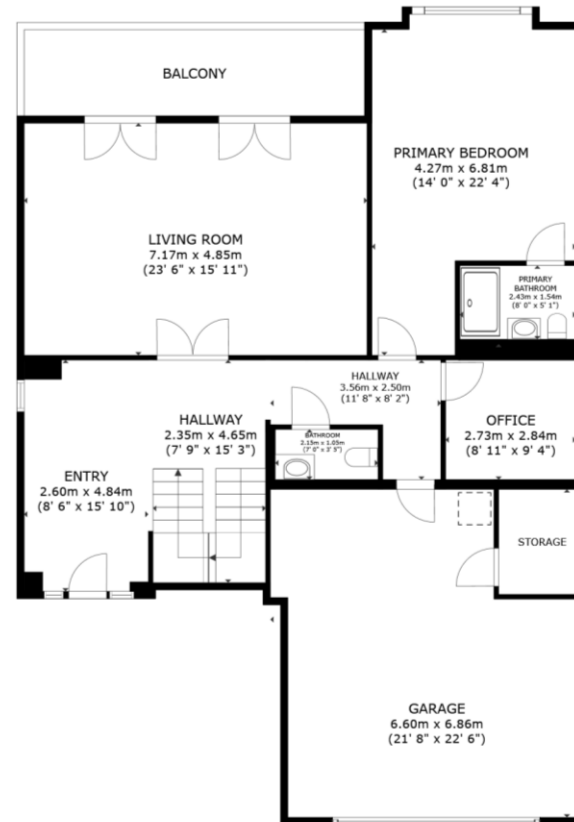 BALCONY
PRIMARY BEDROOM
4.27m x 6.81m
(14' 0" x 22' 4")
LIVING ROOM
7.17m x 4.85m
(23' 6" x 15' 11")
PRIMARY
BATHROOM
2.43m x 1.54m
(8' 0" x 5' 1")
HALLWAY
3.56m x 2.50m
(11' 8" x 8' 2")
HALLWAY
2.35m x 4.65m
(7' 9" x 15' 3")
OFFICE
2.73m x 2.84m
(8' 11" x 9' 4")
BATHROOM
2.15m x 1.05m
(7' 0" x 3' 5")
ENTRY
2.60m x 4.84m
(8' 6" x 15' 10")
STORAGE
GARAGE
6.60m x 6.86m
(21' 8" x 22' 6")